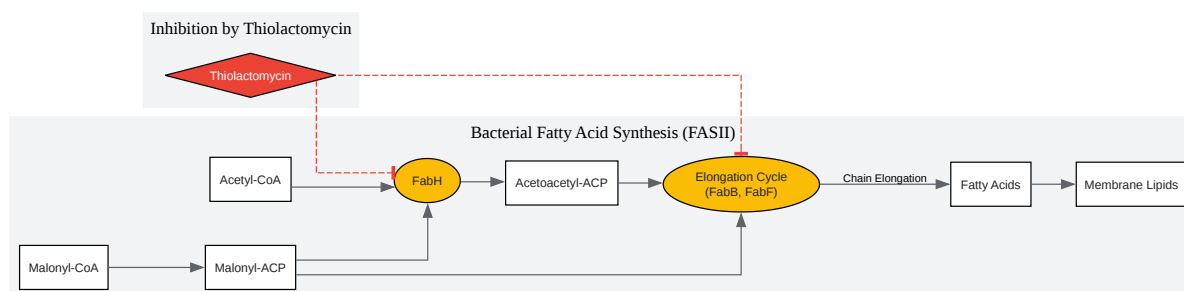 Inhibition by Thiolactomycin
Thiolactomycin
Bacterial Fatty Acid Synthesis (FASII)
Acetyl-CoA
FabH
Acetoacetyl-ACP
Elongation Cycle
(FabB, FabF)
Chain Elongation
Fatty Acids
Membrane Lipids
Malonyl-CoA
Malonyl-ACP